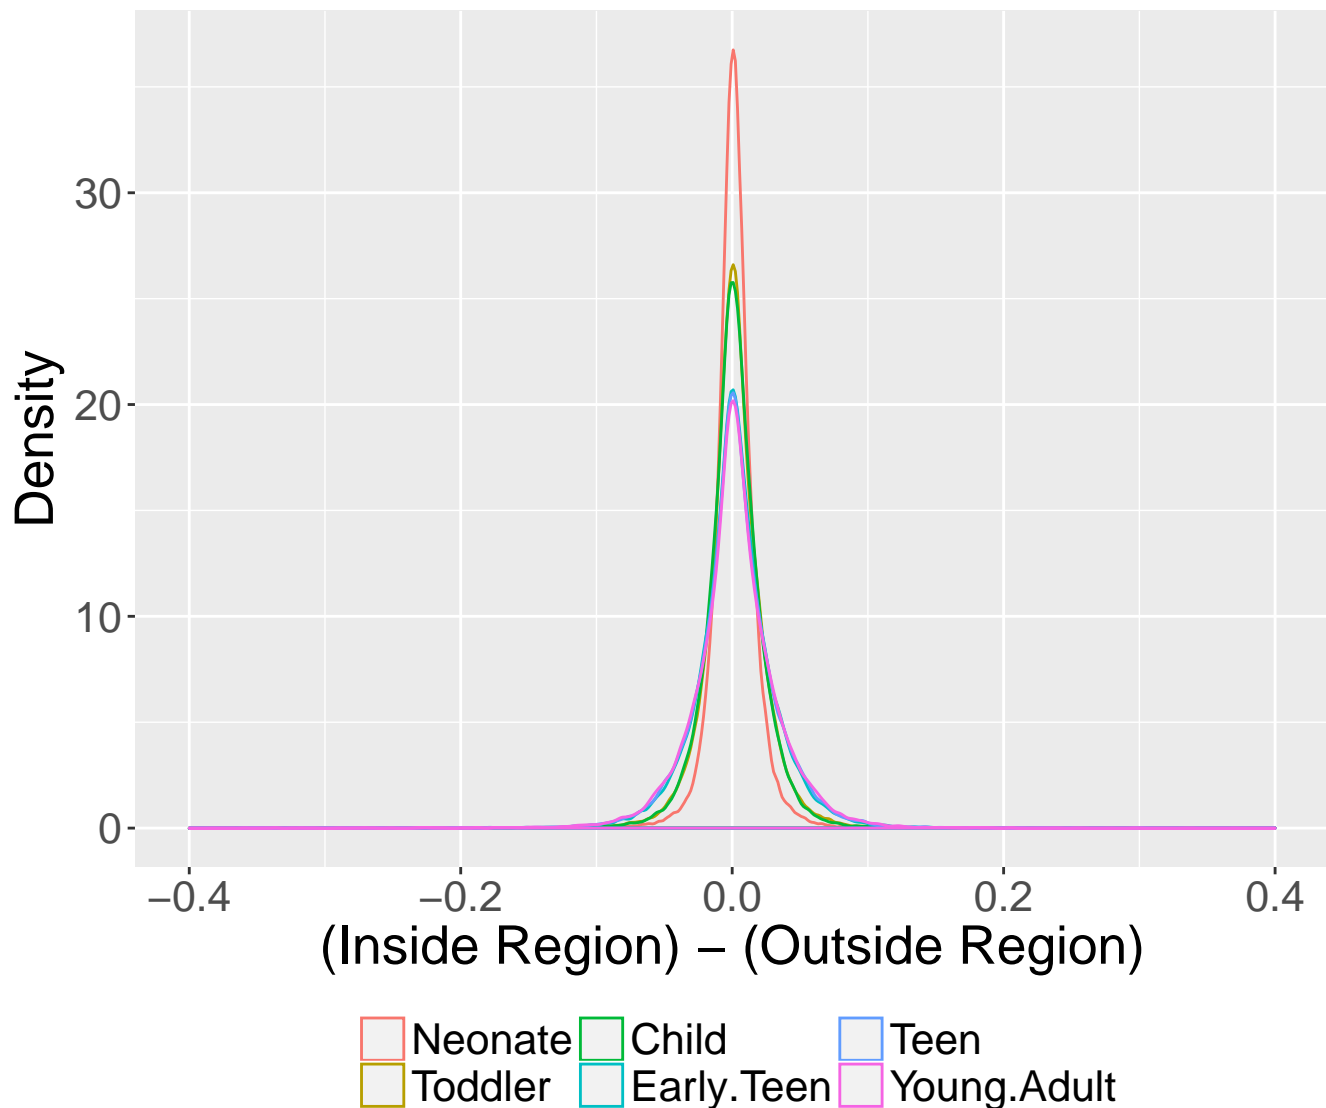 Density
30
20
10
0
−0.4 −0.2 0.0 0.2 0.4
(Inside Region) − (Outside Region)
Neonate Child Teen
Toddler Early.Teen Young.Adult